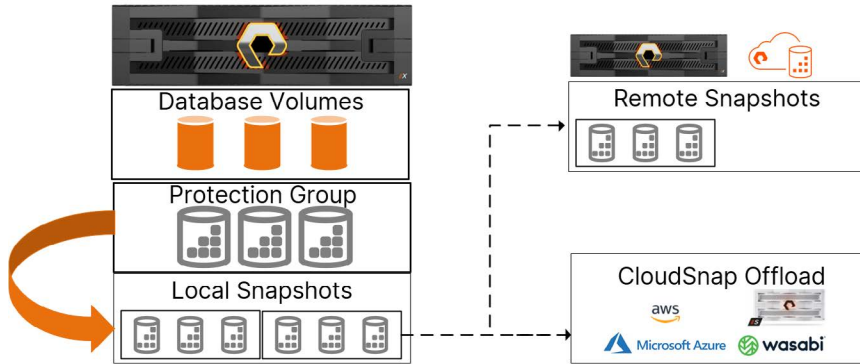 Database Volumes
Protection Group
Local Snapshots
Remote Snapshots
CloudSnap Offload
aws
Microsoft Azure
wasabi